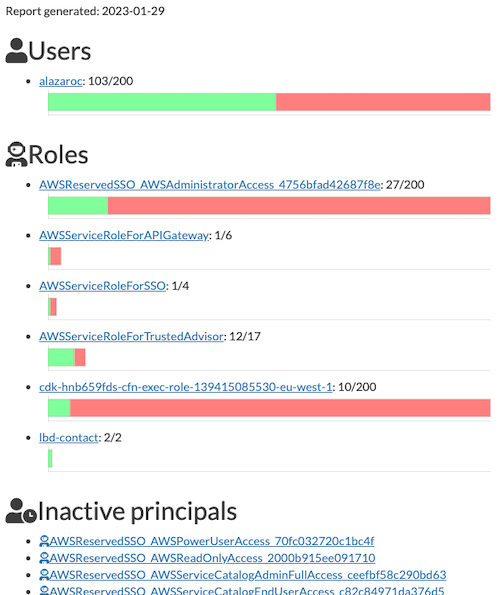 Report generated: 2023-01-29
Users
alazaroc: 103/200
Roles
AWSReservedSSO_AWSAdministratorAccess_4756bfad42687f8e: 27/200
AWSServiceRoleForAPIGateway: 1/6
AWSServiceRoleForSSO: 1/4
AWSServiceRoleForTrustedAdvisor: 12/17
cdk-hnb659fds-cfn-exec-role-139415085530-eu-west-1: 10/200
lbd-contact: 2/2
Inactive principals
AWSReservedSSO_AWSPowerUserAccess_70fc032720c1bc4f
AWSReservedSSO_AWSReadOnlyAccess_2000b915ee091710
AWSReservedSSO_AWSServiceCatalogAdminFullAccess_ceefbf58c290bd63
AWSReservedSSO_AWSServiceCatalogEndUserAccess_c82c84971da376d5